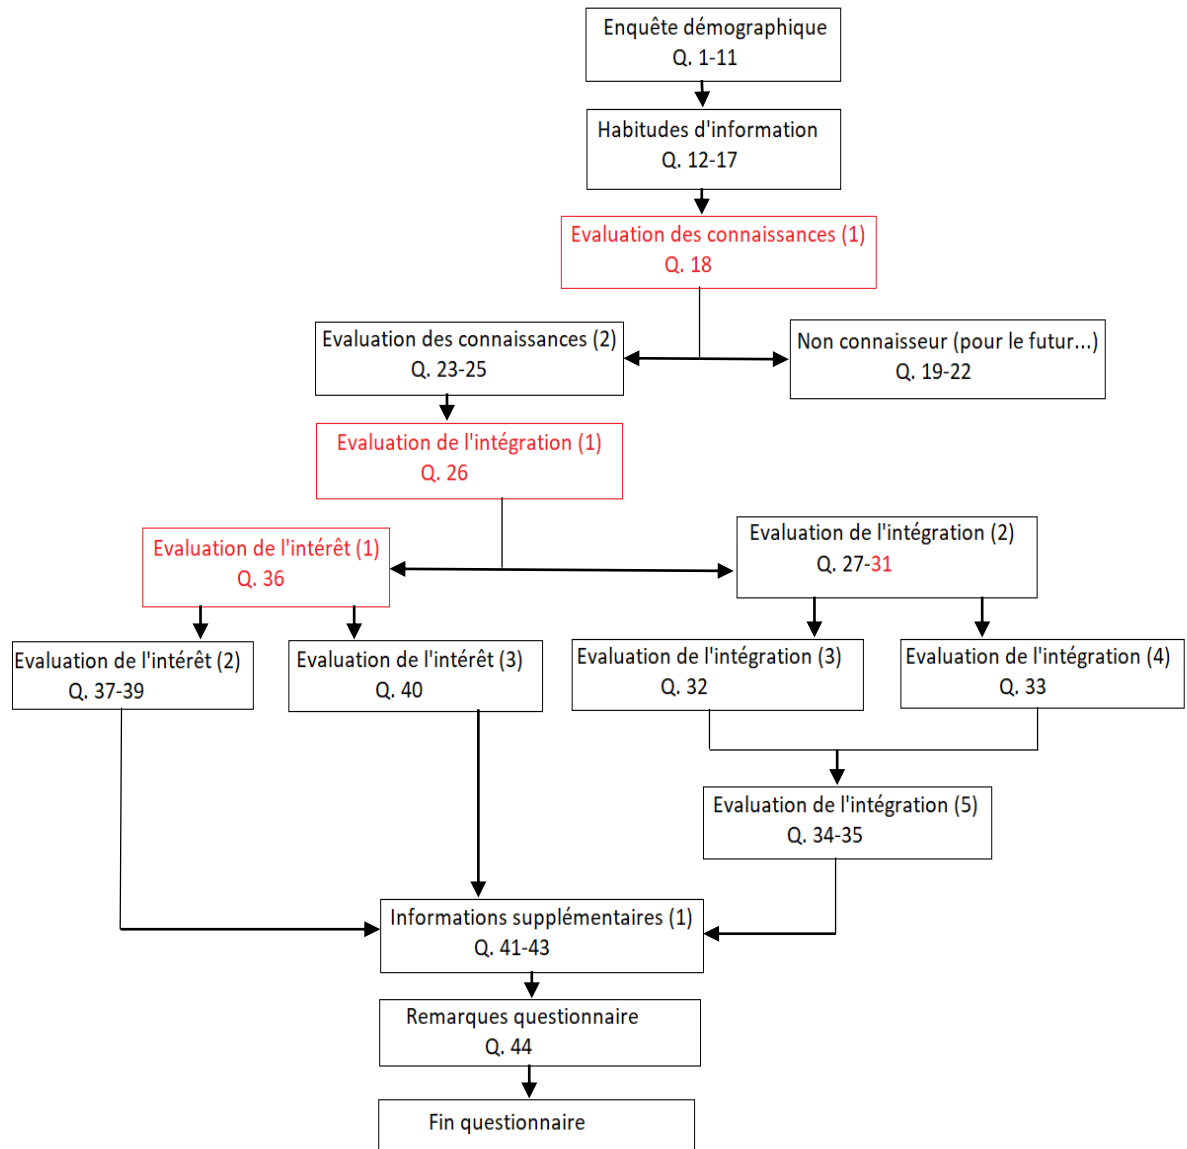 Enquête démographique
Q. 1-11
Habitudes d'information
Q. 12-17
Evaluation des connaissances (1)
Q. 18
Evaluation des connaissances (2)
Q. 23-25
Non connaisseur (pour le futur...)
Q. 19-22
Evaluation de l'intégration (1)
Q. 26
Evaluation de l'intérêt (1)
Q. 36
Evaluation de l'intégration (2)
Q. 27-31
Evaluation de l'intérêt (2)
Q. 37-39
Evaluation de l'intérêt (3)
Q. 40
Evaluation de l'intégration (3)
Q. 32
Evaluation de l'intégration (4)
Q. 33
Evaluation de l'intégration (5)
Q. 34-35
Informations supplémentaires (1)
Q. 41-43
Remarques questionnaire
Q. 44
Fin questionnaire